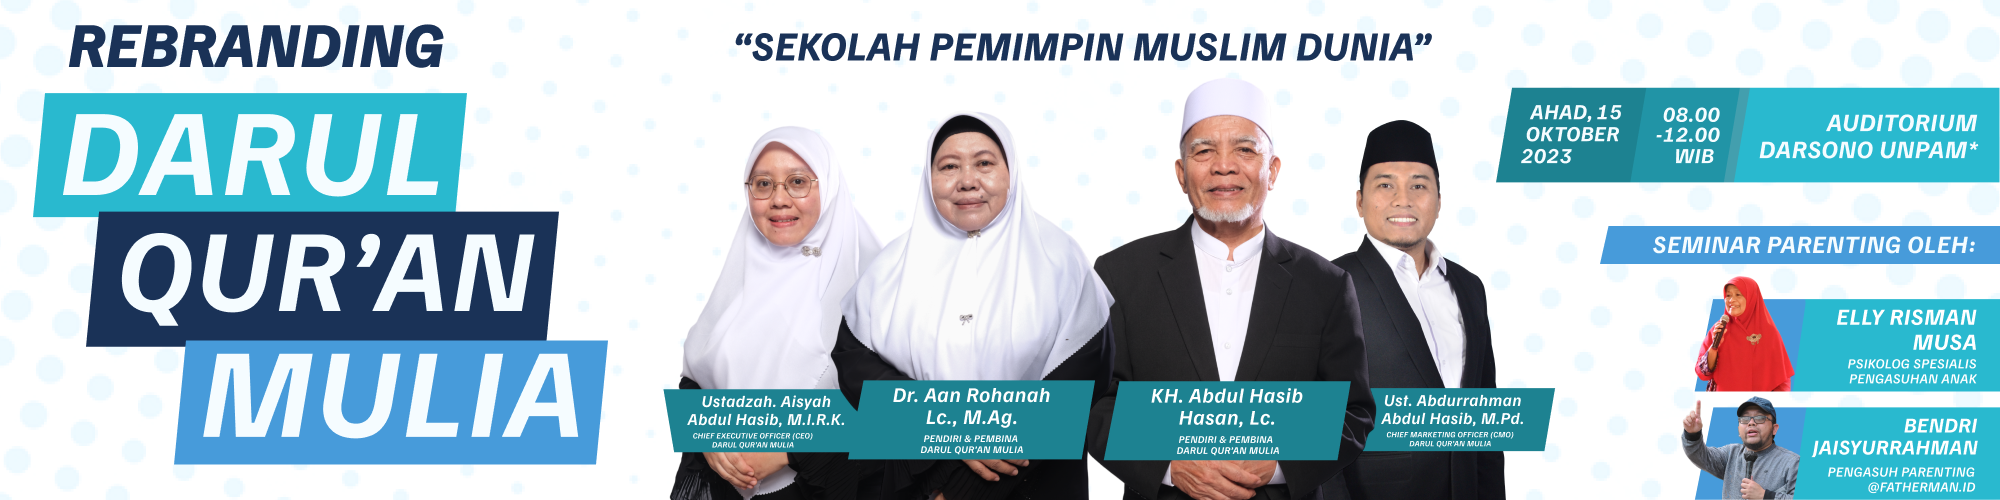 REBRANDING
DARUL
QUR'AN
MULIA
“SEKOLAH PEMIMPIN MUSLIM DUNIA”
Ustadzah. Aisyah
Abdul Hasib, M.I.R.K.
CHIEF EXECUTIVE OFFICER (CEO)
DARUL QUR'AN MULIA
Dr. Aan Rohanah
Lc., M.Ag.
PENDIRI & PEMBINA
DARUL QUR'AN MULIA
KH. Abdul Hasib
Hasan, Lc.
PENDIRI & PEMBINA
DARUL QUR'AN MULIA
Ust. Abdurrahman
Abdul Hasib, M.Pd.
CHIEF MARKETING OFFICER (CMO)
DARUL QUR'AN MULIA
AHAD, 15
OKTOBER
2023
08.00
-12.00
WIB
AUDITORIUM
DARSONO UNPAM*
SEMINAR PARENTING OLEH:
ELLY RISMAN
MUSA
PSIKOLOG SPESIALIS
PENGASUHAN ANAK
BENDRI
JAISYURRAHMAN
PENGASUH PARENTING
@FATHERMAN.ID